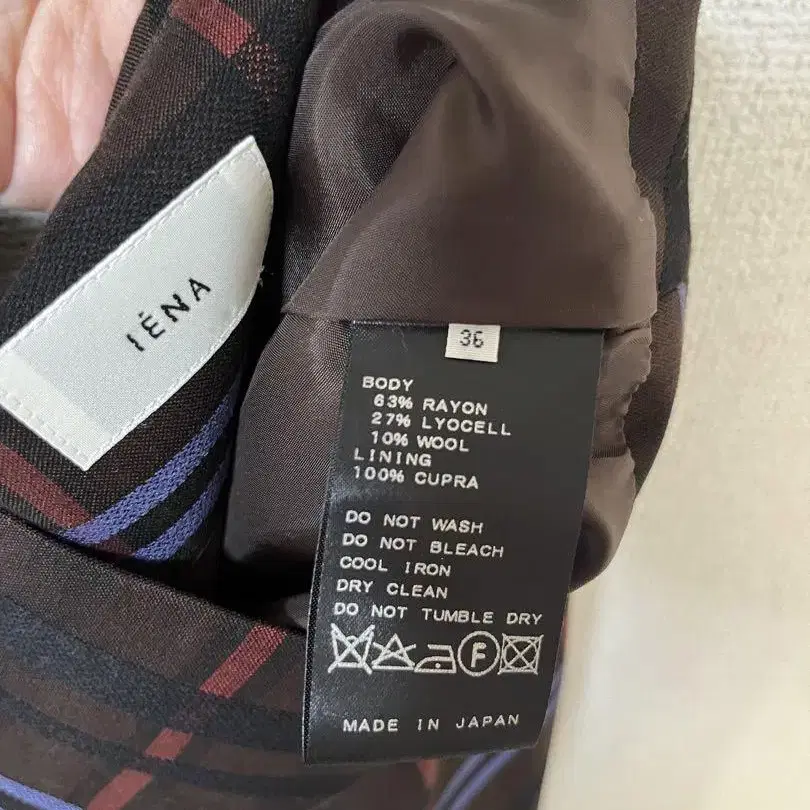 IÉNA
36
BODY
63% RAYON
27% LYOCELL
10% WOOL
LINING
100% CUPRA
DO NOT WASH
DO NOT BLEACH
COOL IRON
DRY CLEAN
DO NOT TUMBLE DRY
F
MADE IN JAPAN